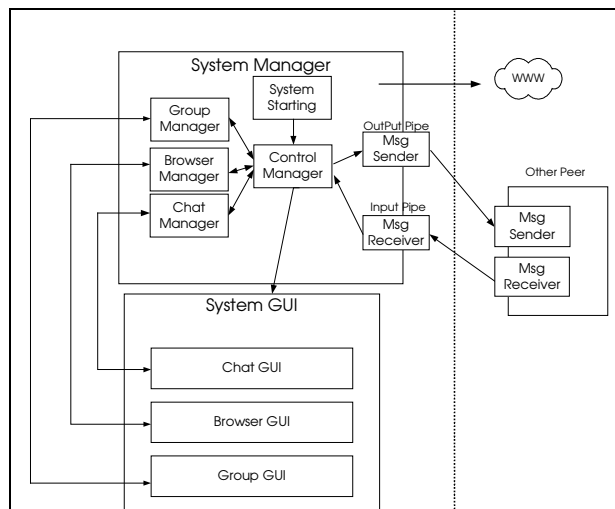 System Manager
WWW
System
Starting
Group
Manager
OutPut Pipe
Msg
Sender
Browser
Manager
Control
Manager
Other Peer
Chat
Manager
Input Pipe
Msg
Receiver
Msg
Sender
Msg
Receiver
System GUI
Chat GUI
Browser GUI
Group GUI